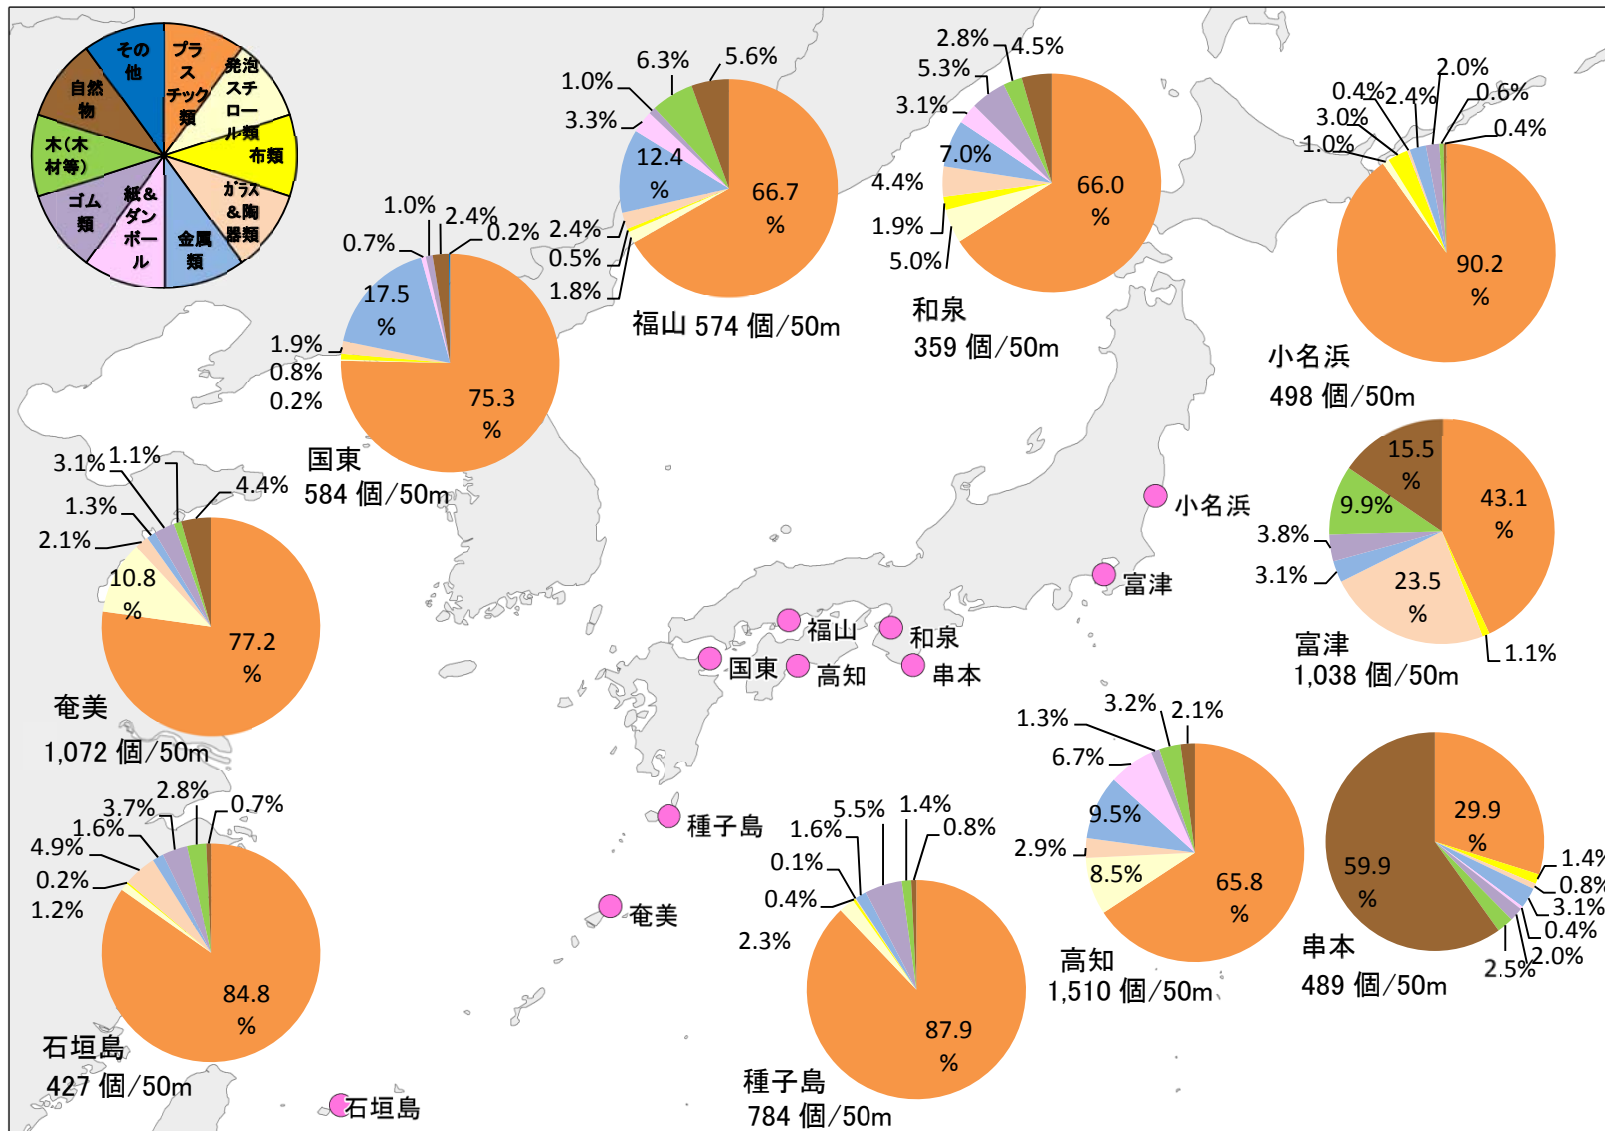 その
他
プラ
ス
チック
類
発泡
スチ
ロー
ル類
布類
ガラス
&陶
器類
金属
類
紙&
ダン
ボー
ル
ゴム
類
木(木
材等)
自然
物
1.0%
6.3%
5.6%
3.3%
12.4
%
66.7
%
2.4%
0.5%
1.8%
福山 574 個/50m
2.8%
4.5%
5.3%
3.1%
7.0%
4.4%
1.9%
5.0%
66.0
%
和泉
359 個/50m
2.0%
0.4%
2.4%
0.6%
3.0%
0.4%
1.0%
90.2
%
小名浜
498 個/50m
1.0%
2.4%
0.7%
0.2%
17.5
%
1.9%
0.8%
0.2%
75.3
%
国東
584 個/50m
15.5
%
9.9%
43.1
%
3.8%
3.1%
23.5
%
1.1%
富津
1,038 個/50m
3.1%
1.1%
4.4%
1.3%
2.1%
10.8
%
77.2
%
奄美
1,072 個/50m
小名浜
富津
福山
和泉
国東
高知
串本
種子島
奄美
石垣島
3.2%
2.1%
1.3%
6.7%
9.5%
2.9%
8.5%
65.8
%
高知
1,510 個/50m
29.9
%
59.9
%
1.4%
0.8%
3.1%
0.4%
2.0%
2.5%
串本
489 個/50m
2.8%
3.7%
0.7%
1.6%
4.9%
0.2%
1.2%
84.8
%
石垣島
427 個/50m
5.5%
1.4%
1.6%
0.8%
0.1%
0.4%
2.3%
87.9
%
種子島
784 個/50m